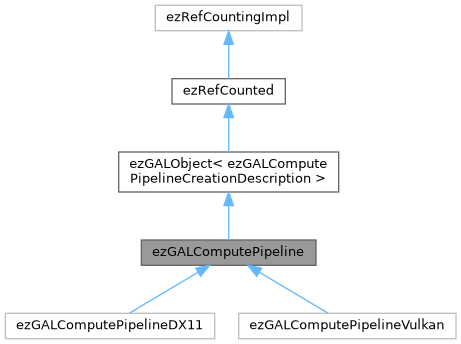 ezRefCountingImpl
ezRefCounted
ezGALObject< ezGALCompute
PipelineCreationDescription >
ezGALComputePipeline
ezGALComputePipelineDX11
ezGALComputePipelineVulkan